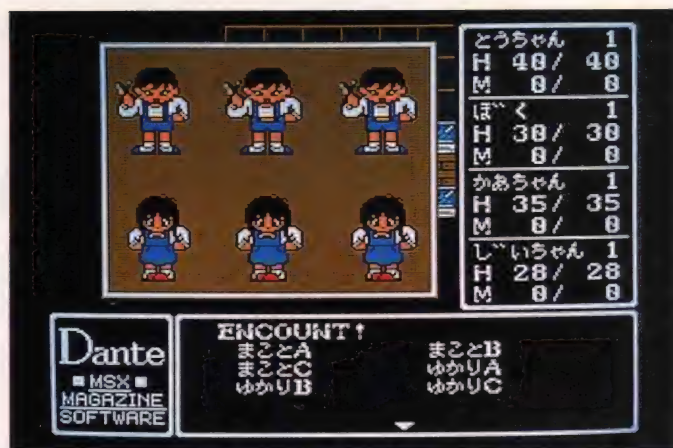 とうちゃん 1
H 40/ 40
M 0/ 0
ぼく 1
H 30/ 30
M 0/ 0
かあちゃん 1
H 35/ 35
M 0/ 0
じいちゃん 1
H 28/ 28
M 0/ 0
Dante
MSX
MAGAZINE
SOFTWARE
ENCOUNT!
まことA まことB
まことC ゆかりA
ゆかりB ゆかりC